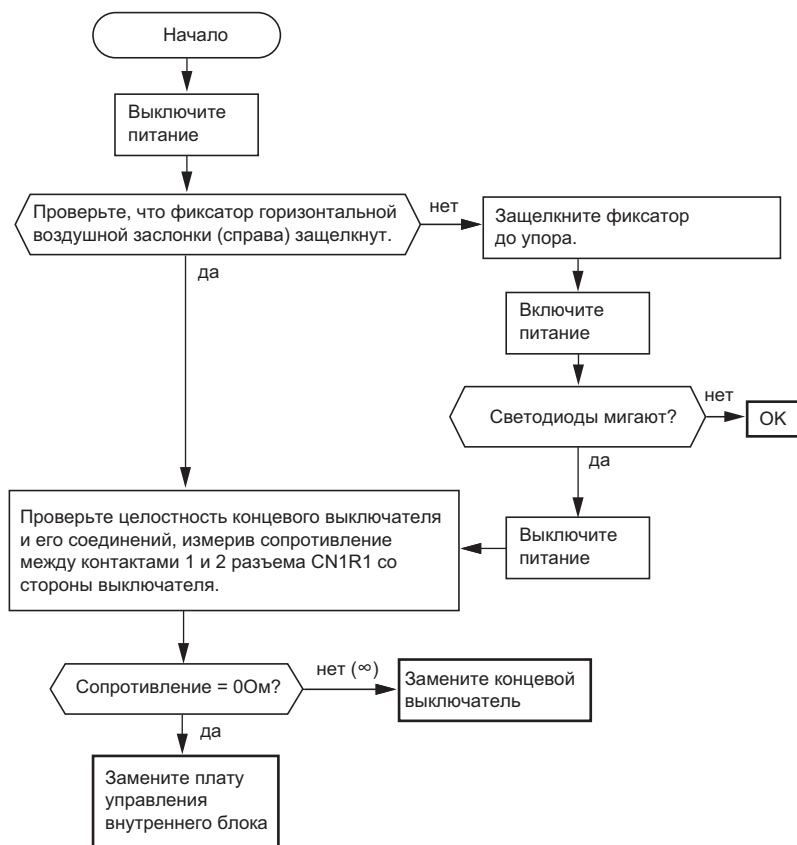 Начало
Выключите
питание
Проверьте, что фиксатор горизонтальной
воздушной заслонки (справа) защелкнут.
нет
Защелкните фиксатор
до упора.
да
Включите
питание
Светодиоды мигают?
нет
OK
да
Выключите
питание
Проверьте целостность концевого выключателя
и его соединений, измерив сопротивление
между контактами 1 и 2 разъема CN1R1 со
стороны выключателя.
Сопротивление = 0Ом?
нет (∞)
Замените концевой
выключатель
да
Замените плату
управления
внутреннего блока